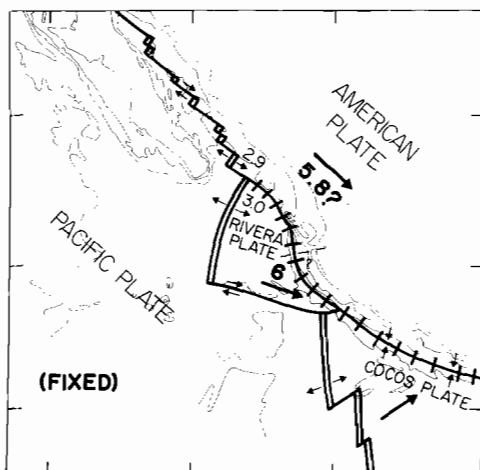 AMERICAN
PLATE
5.8?
2.9
3.0
RIVERA
PLATE
6
PACIFIC PLATE
(FIXED)
COCOS PLATE